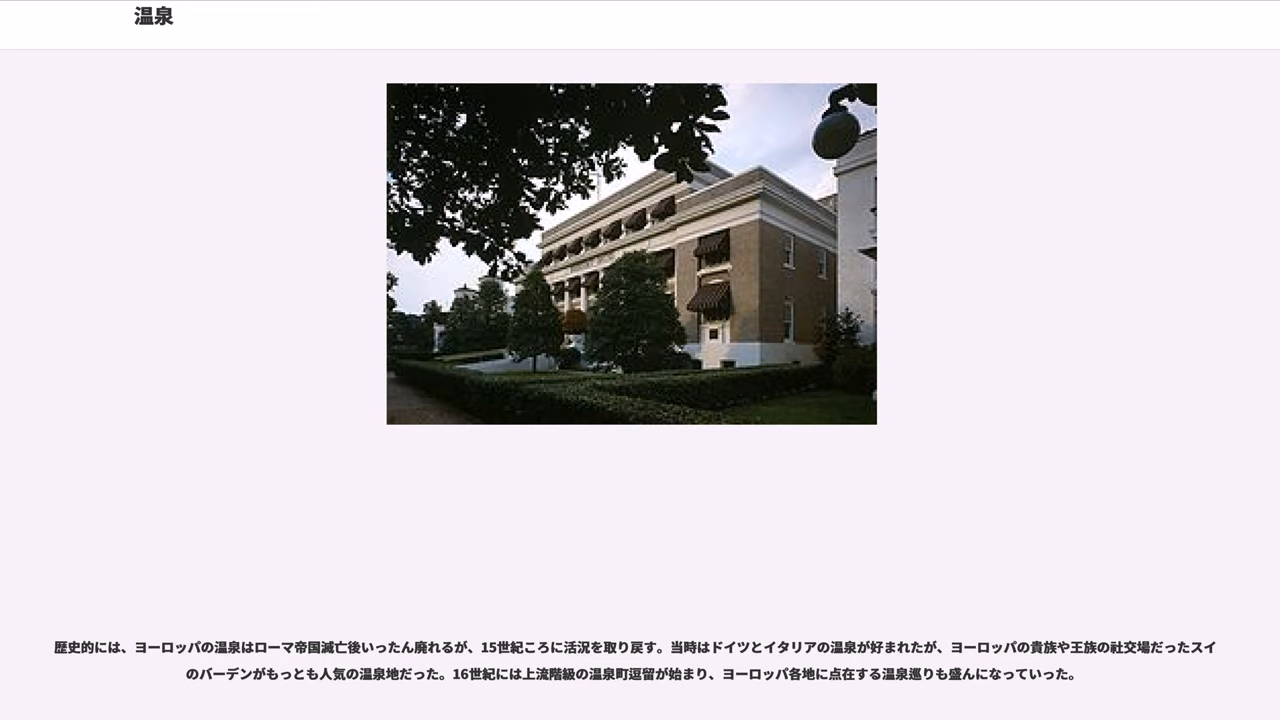 温泉
歴史的には、ヨーロッパの温泉はローマ帝国滅亡後いったん廃れるが、15世紀ころに活況を取り戻す。当時はドイツとイタリアの温泉が好まれたが、ヨーロッパの貴族や王族の社交場だったスイ
のバーデンがもっとも人気の温泉地だった。16世紀には上流階級の温泉町逗留が始まり、ヨーロッパ各地に点在する温泉巡りも盛んになっていった。